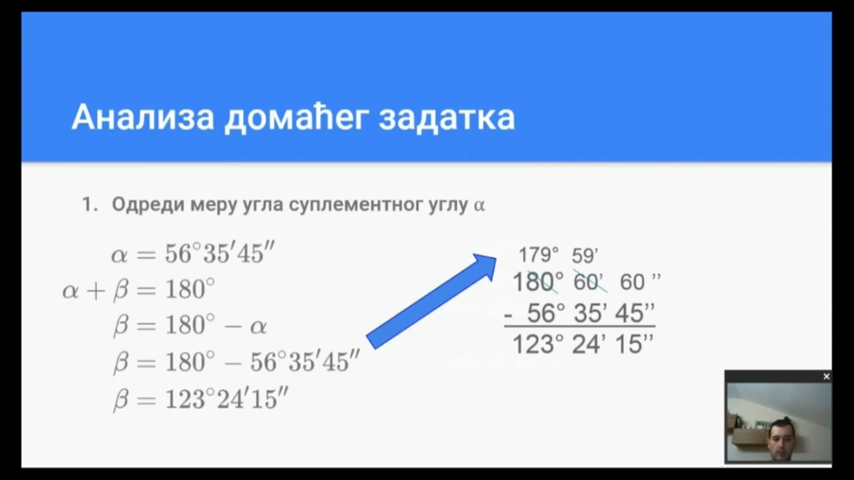 Анализа домаћег задатка
1. Одреди меру угла суплементног углу α
α = 56°35′45″
α + β = 180°
β = 180° − α
β = 180° − 56°35′45″
β = 123°24′15″
179° 59'
180° 60' 60 ''
- 56° 35' 45''
123° 24' 15''
×